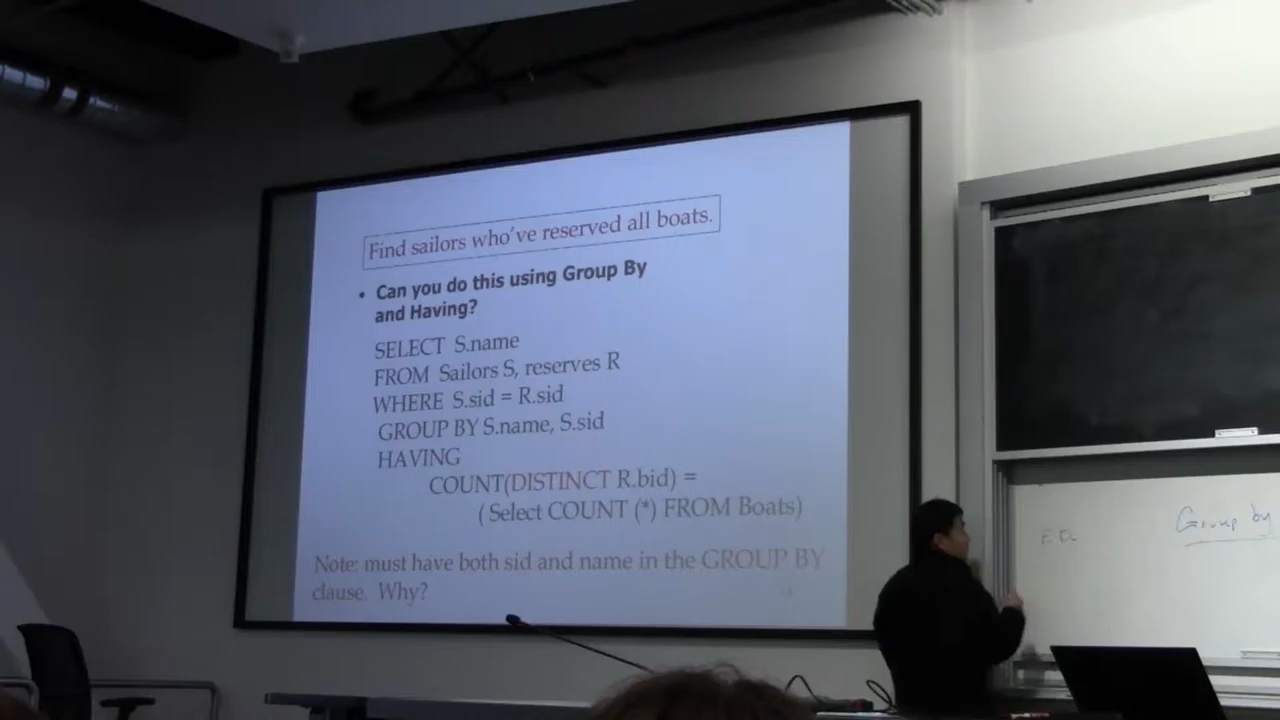 Find sailors who've reserved all boats.
• Can you do this using Group By
and Having?
SELECT S.name
FROM Sailors S, reserves R
WHERE S.sid = R.sid
GROUP BY S.name, S.sid
HAVING
COUNT(DISTINCT R.bid) =
( Select COUNT (*) FROM Boats)
Note: must have both sid and name in the GROUP BY
clause. Why?
F.D.
Group by